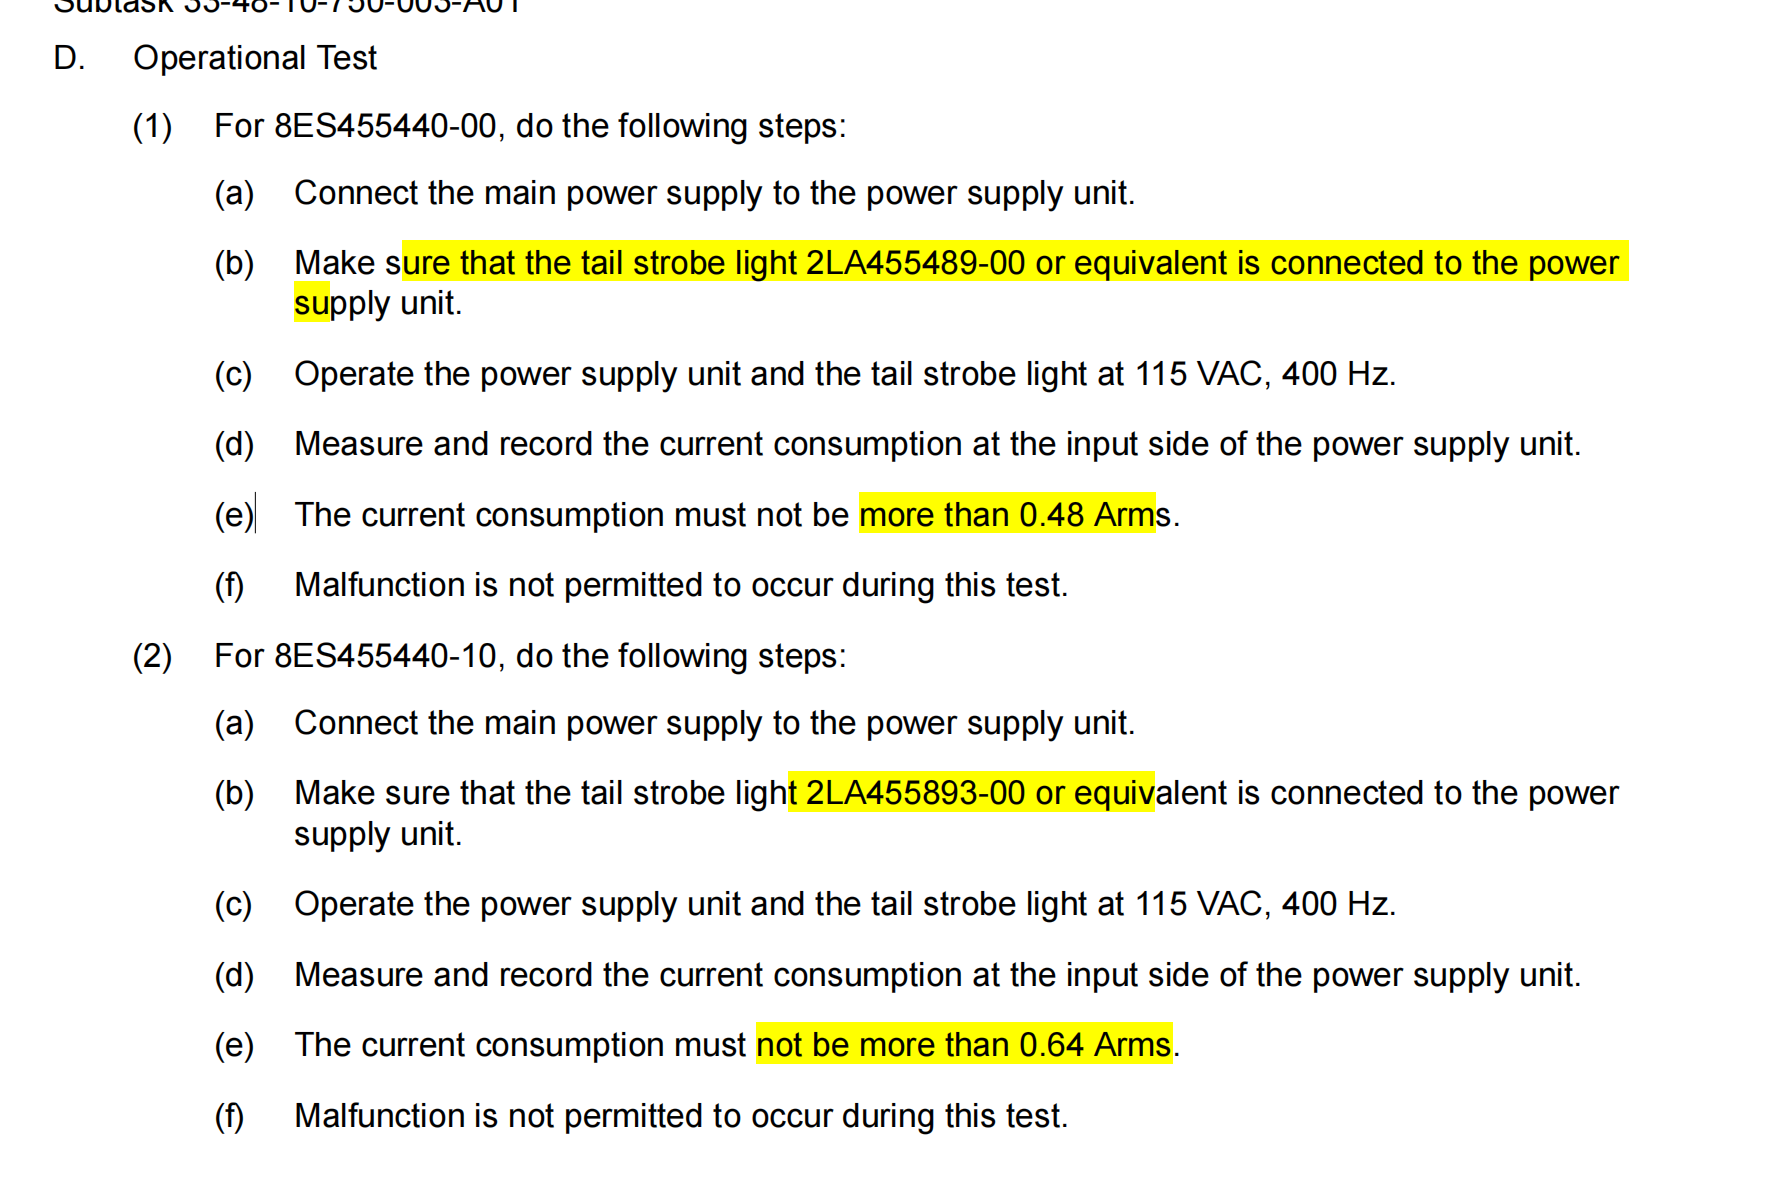 Subtask 33-48-10-750-003-A01
D. Operational Test
(1) For 8ES455440-00, do the following steps:
(a) Connect the main power supply to the power supply unit.
(b) Make sure that the tail strobe light 2LA455489-00 or equivalent is connected to the power
supply unit.
(c) Operate the power supply unit and the tail strobe light at 115 VAC, 400 Hz.
(d) Measure and record the current consumption at the input side of the power supply unit.
(e) The current consumption must not be more than 0.48 Arms.
(f) Malfunction is not permitted to occur during this test.
(2) For 8ES455440-10, do the following steps:
(a) Connect the main power supply to the power supply unit.
(b) Make sure that the tail strobe light 2LA455893-00 or equivalent is connected to the power
supply unit.
(c) Operate the power supply unit and the tail strobe light at 115 VAC, 400 Hz.
(d) Measure and record the current consumption at the input side of the power supply unit.
(e) The current consumption must not be more than 0.64 Arms.
(f) Malfunction is not permitted to occur during this test.